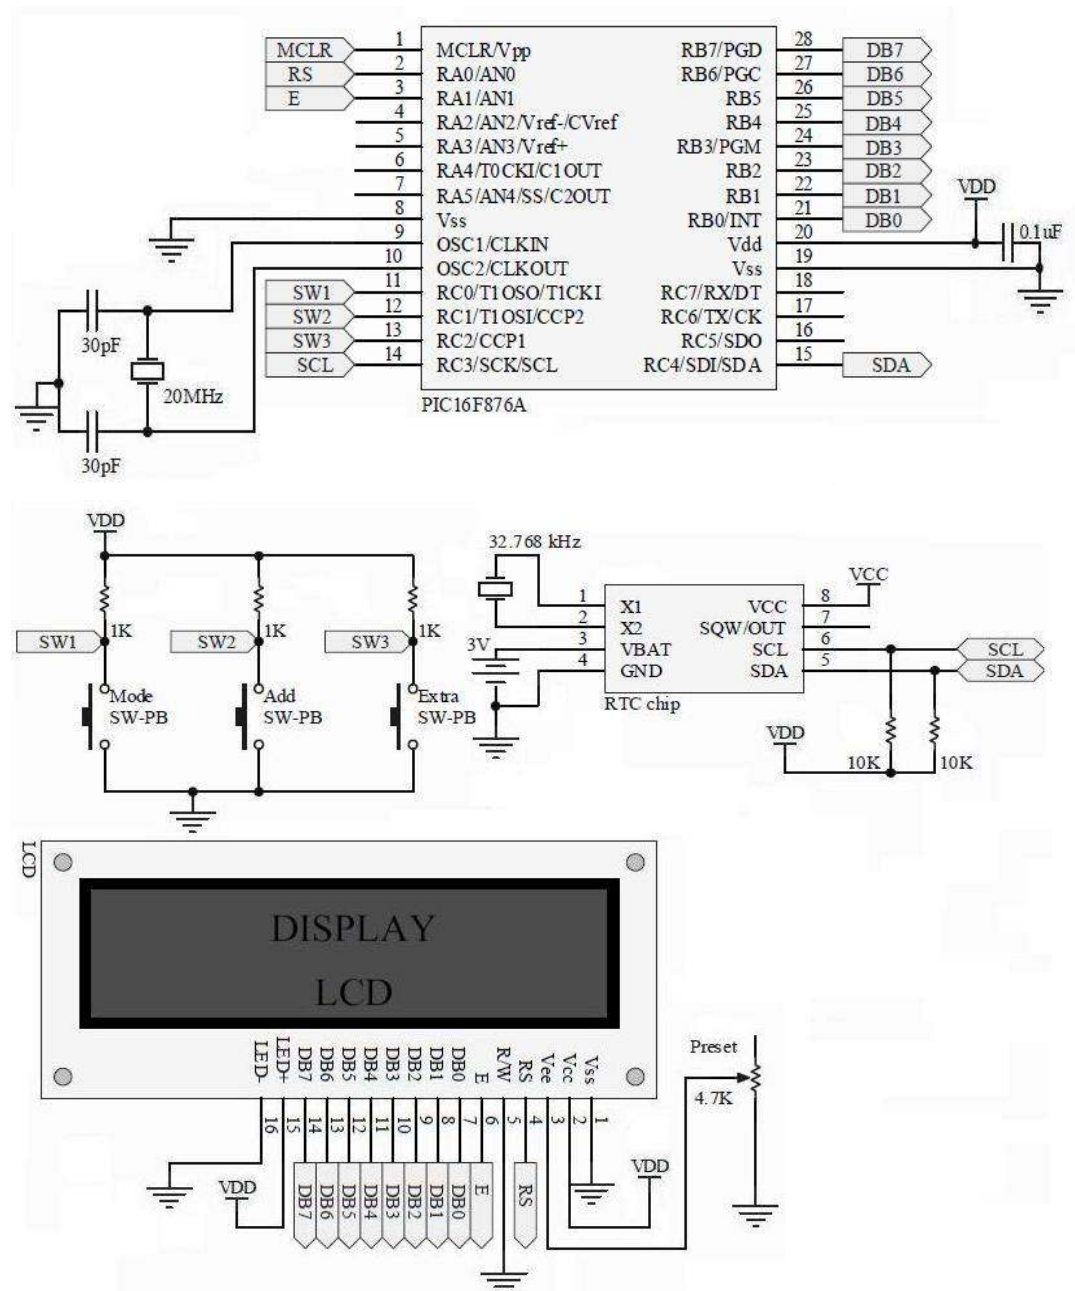 MCLR 1 MCLR/Vpp RB7/PGD 28 DB7
RS 2 RA0/AN0 RB6/PGC 27 DB6
E 3 RA1/AN1 RB5 26 DB5
4 RA2/AN2/Vref-/CVref RB4 25 DB4
5 RA3/AN3/Vref+ RB3/PGM 24 DB3
6 RA4/T0CKI/C1OUT RB2 23 DB2
7 RA5/AN4/SS/C2OUT RB1 22 DB1
8 Vss RB0/INT 21 DB0
VDD
9 OSC1/CLKIN Vdd 20 0.1uF
10 OSC2/CLKOUT Vss 19
SW1 11 RC0/T1OSO/T1CKI RC7/RX/DT 18
SW2 12 RC1/T1OSI/CCP2 RC6/TX/CK 17
SW3 13 RC2/CCP1 RC5/SDO 16
SCL 14 RC3/SCK/SCL RC4/SDI/SDA 15 SDA
PIC16F876A
30pF
20MHz
30pF
VDD
SW1 1K SW2 1K SW3 1K
Mode
SW-PB
Add
SW-PB
Extra
SW-PB
32.768 kHz
3V
VCC
1 X1 VCC 8
2 X2 SQW/OUT 7
3 VBAT SCL 6 SCL
4 GND SDA 5 SDA
RTC chip
VDD
10K 10K
LCD
DISPLAY
LCD
LED- LED+ DB7 DB6 DB5 DB4 DB3 DB2 DB1 DB0 E R/W RS Vee Vcc Vss
16 15 14 13 12 11 10 9 8 7 6 5 4 3 2 1
DB7 DB6 DB5 DB4 DB3 DB2 DB1 DB0 E RS
VDD
VDD
Preset
4.7K